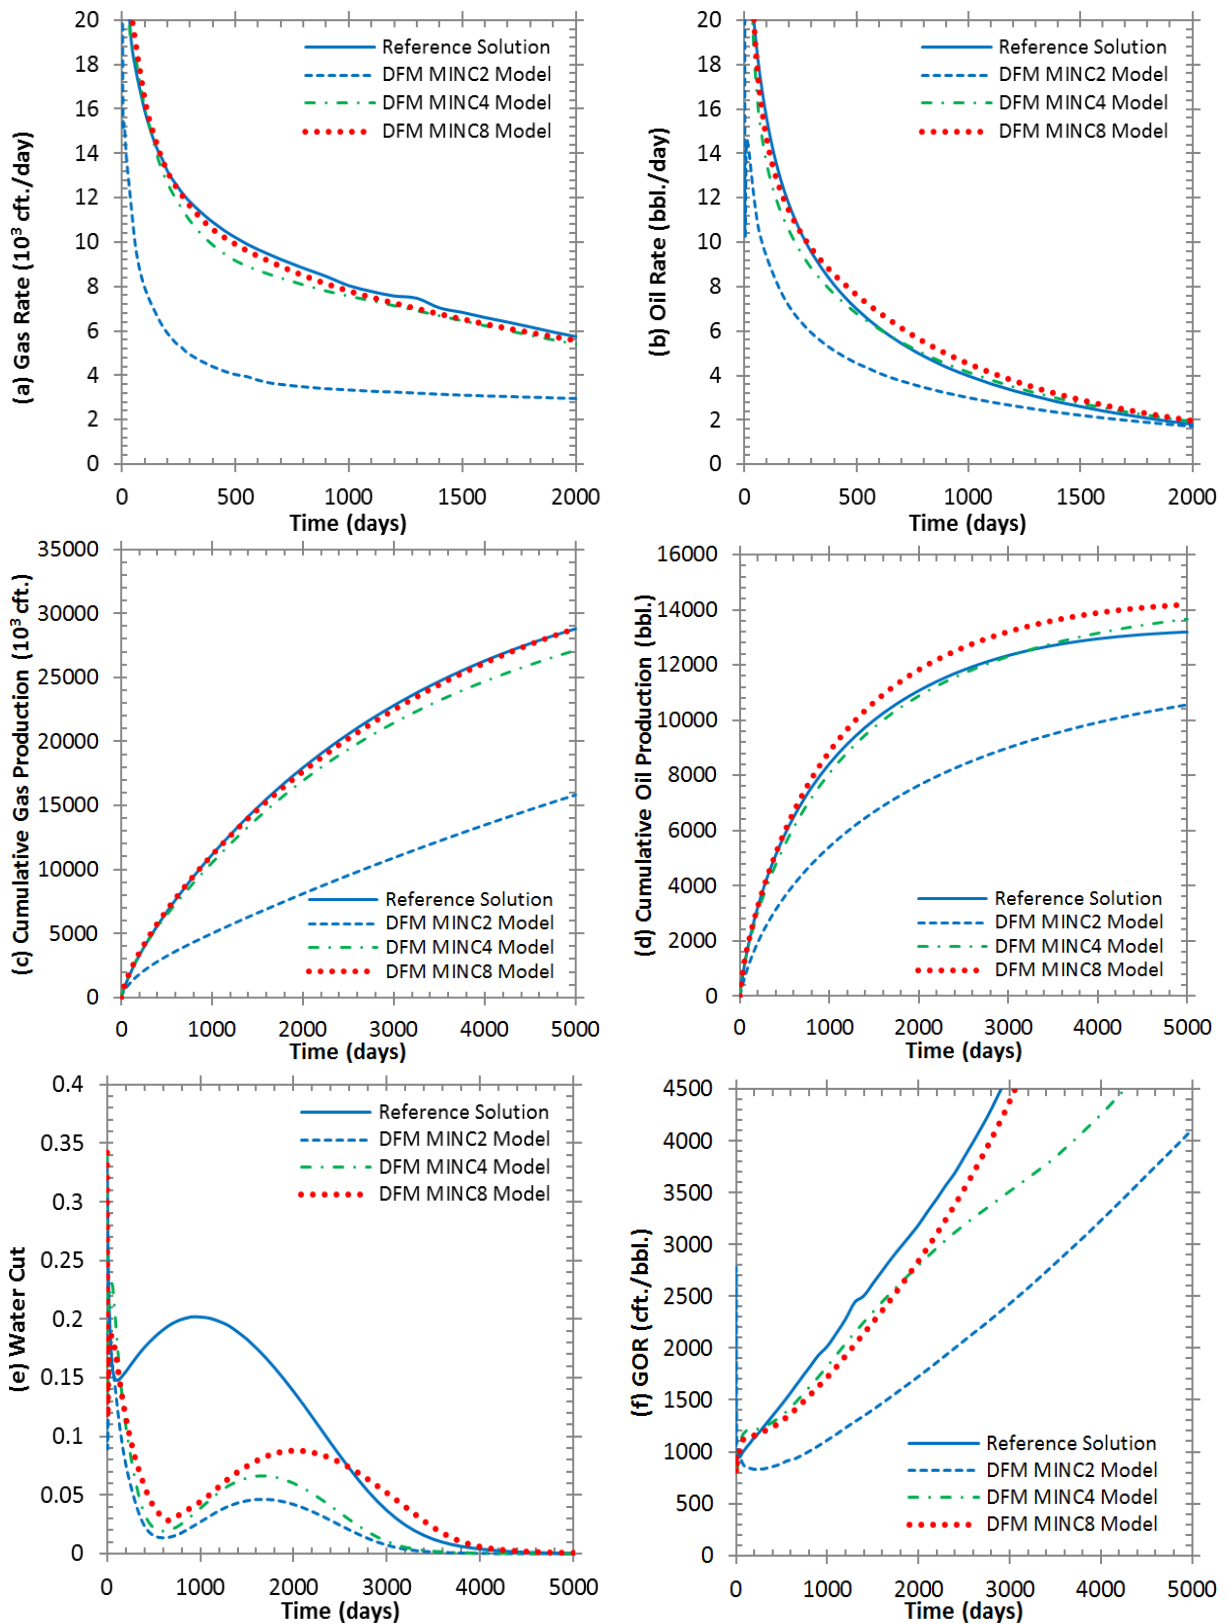 (a) Gas Rate (10³ cft./day)
20
18
16
14
12
10
8
6
4
2
0
0 500 1000 1500 2000
Time (days)
Reference Solution
DFM MINC2 Model
DFM MINC4 Model
DFM MINC8 Model
(b) Oil Rate (bbl./day)
20
18
16
14
12
10
8
6
4
2
0
0 500 1000 1500 2000
Time (days)
Reference Solution
DFM MINC2 Model
DFM MINC4 Model
DFM MINC8 Model
(c) Cumulative Gas Production (10³ cft.)
35000
30000
25000
20000
15000
10000
5000
0
0 1000 2000 3000 4000 5000
Time (days)
Reference Solution
DFM MINC2 Model
DFM MINC4 Model
DFM MINC8 Model
(d) Cumulative Oil Production (bbl.)
16000
14000
12000
10000
8000
6000
4000
2000
0
0 1000 2000 3000 4000 5000
Time (days)
Reference Solution
DFM MINC2 Model
DFM MINC4 Model
DFM MINC8 Model
(e) Water Cut
0.4
0.35
0.3
0.25
0.2
0.15
0.1
0.05
0
0 1000 2000 3000 4000 5000
Time (days)
Reference Solution
DFM MINC2 Model
DFM MINC4 Model
DFM MINC8 Model
(f) GOR (cft./bbl.)
4500
4000
3500
3000
2500
2000
1500
1000
500
0
0 1000 2000 3000 4000 5000
Time (days)
Reference Solution
DFM MINC2 Model
DFM MINC4 Model
DFM MINC8 Model